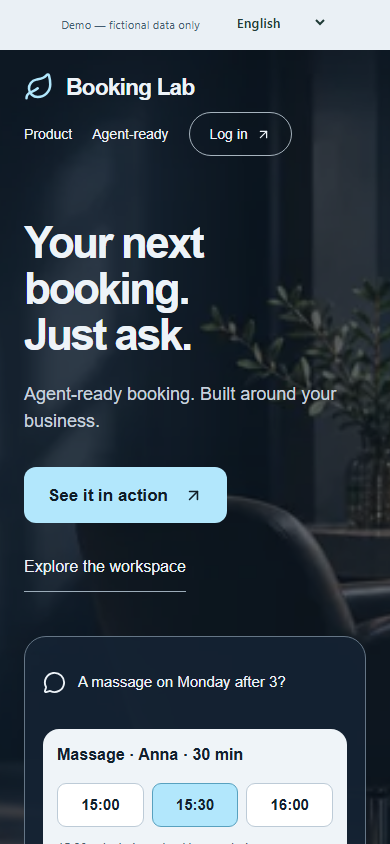 Demo — fictional data only English
Booking Lab
Product Agent-ready Log in
Your next
booking.
Just ask.
Agent-ready booking. Built around your
business.
See it in action
Explore the workspace
A massage on Monday after 3?
Massage · Anna · 30 min
15:00 15:30 16:00